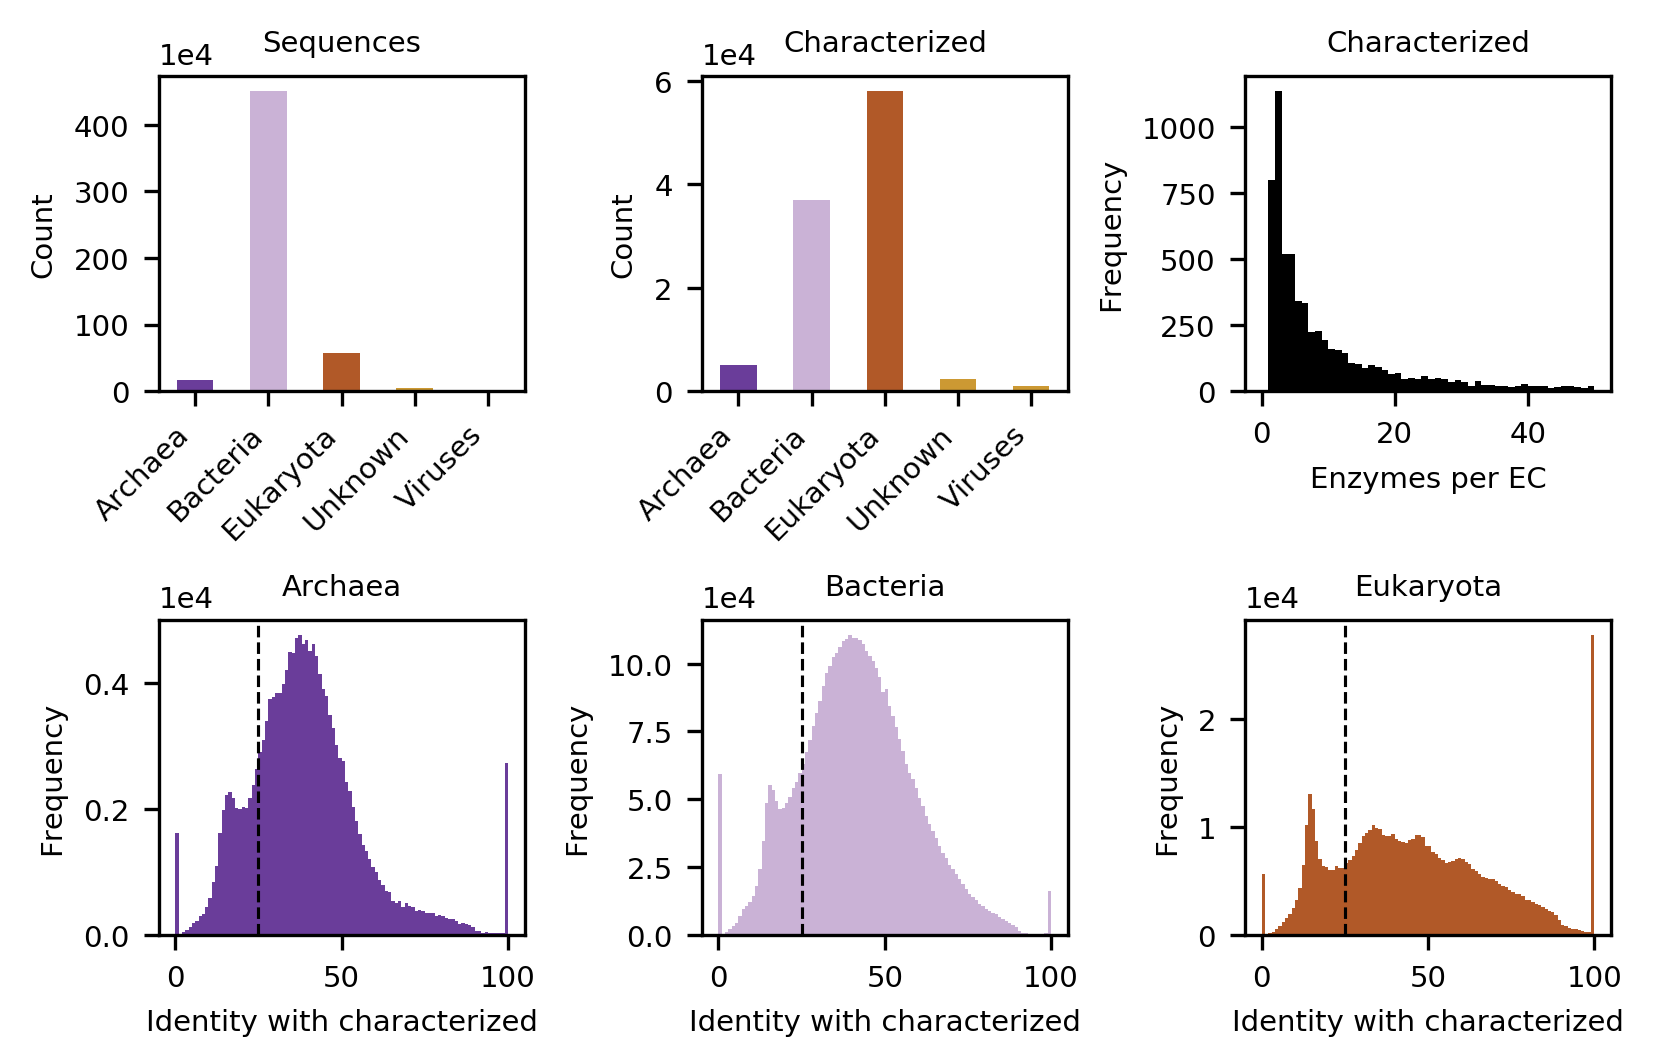 Sequences
1e4
Count
400
300
200
100
0
Archaea
Bacteria
Eukaryota
Unknown
Viruses
Characterized
1e4
Count
6
4
2
0
Archaea
Bacteria
Eukaryota
Unknown
Viruses
Characterized
Frequency
1000
750
500
250
0
0 20 40
Enzymes per EC
Archaea
1e4
Frequency
0.4
0.2
0.0
0 50 100
Identity with characterized
Bacteria
1e4
Frequency
10.0
7.5
5.0
2.5
0.0
0 50 100
Identity with characterized
Eukaryota
1e4
Frequency
2
1
0
0 50 100
Identity with characterized